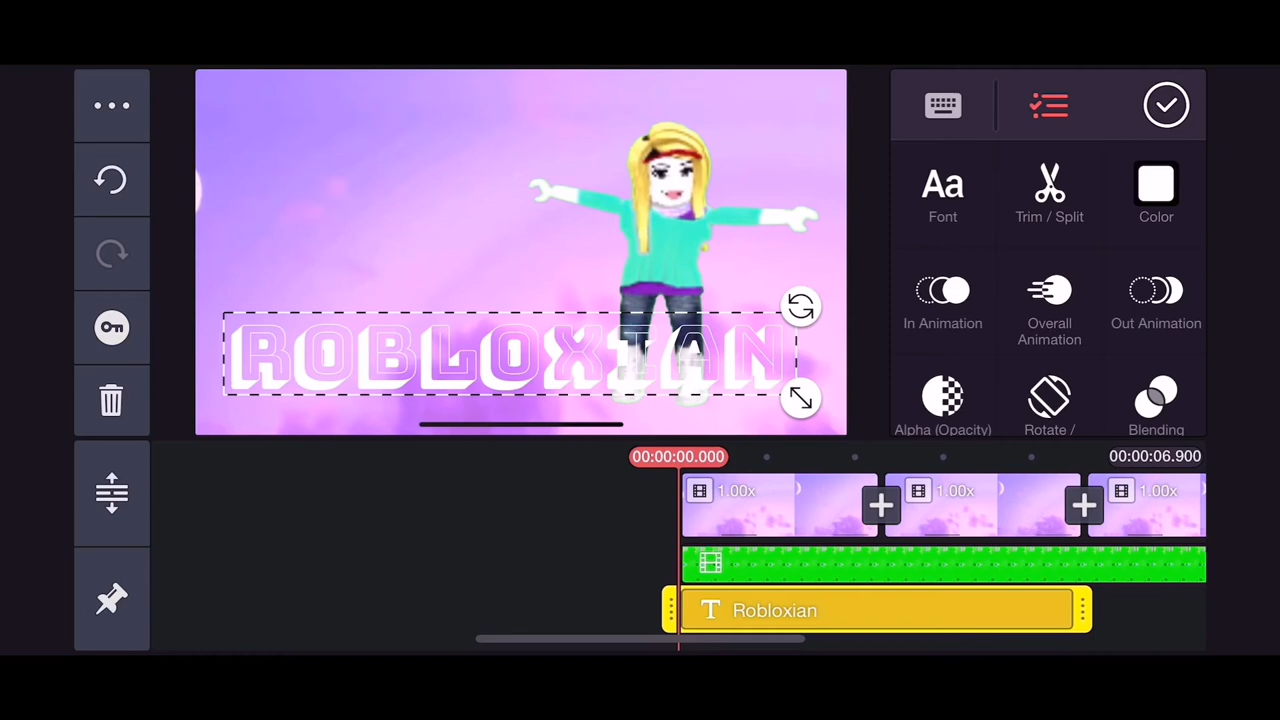 Aa
Font
Trim / Split
Color
In Animation
Overall
Animation
Out Animation
Alpha (Opacity)
Rotate /
Blending
ROBLOXIAN
00:00:00.000
00:00:06.900
1.00x
1.00x
1.00x
T Robloxian